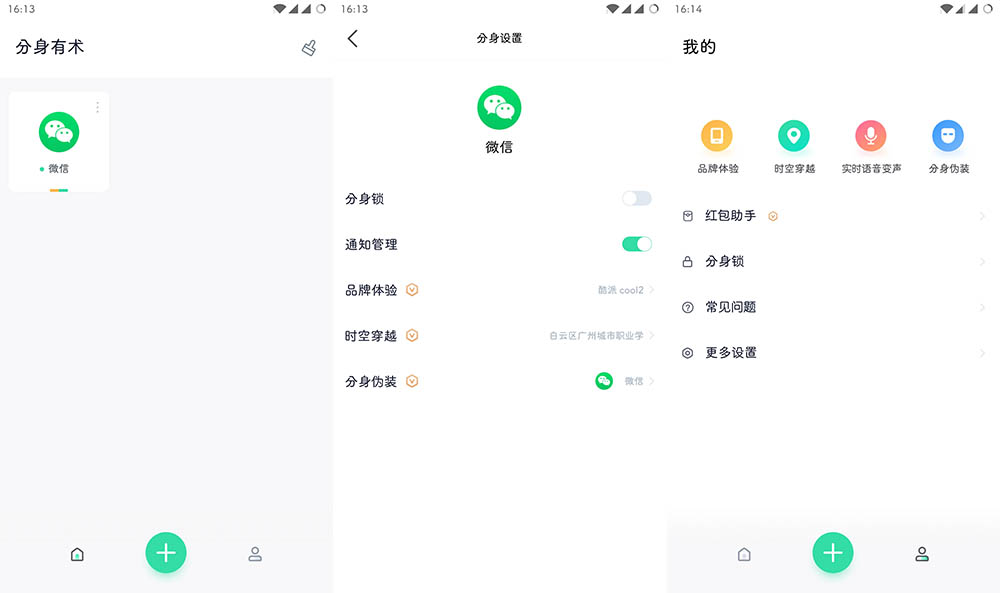 16:13
分身有术
微信
16:13
分身设置
微信
分身锁
通知管理
品牌体验
酷派 cool2
时空穿越
白云区广州城市职业学
分身伪装
微信
16:14
我的
品牌体验
时空穿越
实时语音变声
分身伪装
红包助手
分身锁
常见问题
更多设置